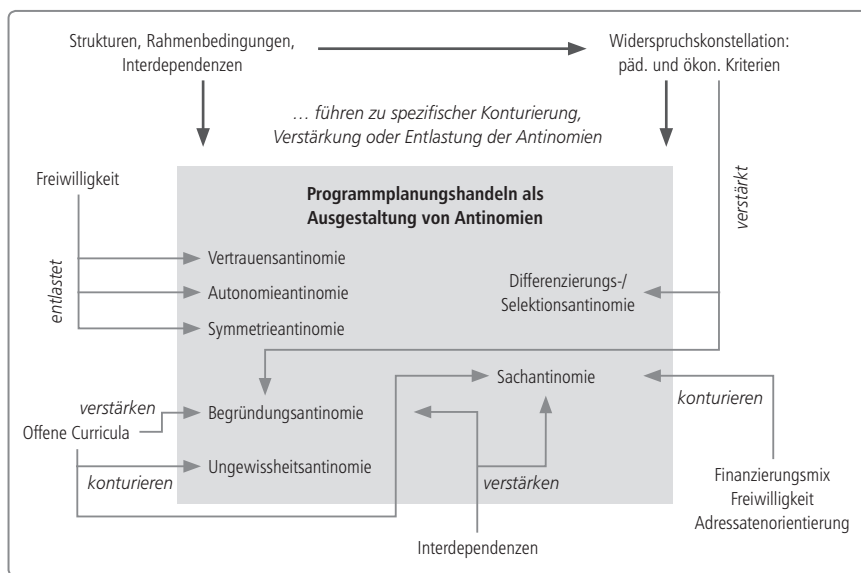 Strukturen, Rahmenbedingungen,
Interdependenzen
Widerspruchskonstellation:
päd. und ökon. Kriterien
… führen zu spezifischer Konturierung,
Verstärkung oder Entlastung der Antinomien
Freiwilligkeit
entlastet
verstärkt
Programmplanungshandeln als
Ausgestaltung von Antinomien
Vertrauensantinomie
Autonomieantinomie
Symmetrieantinomie
Differenzierungs-/
Selektionsantinomie
Sachantinomie
verstärken
Begründungsantinomie
konturieren
Offene Curricula
konturieren
Ungewissheitsantinomie
verstärken
Finanzierungsmix
Freiwilligkeit
Adressatenorientierung
Interdependenzen